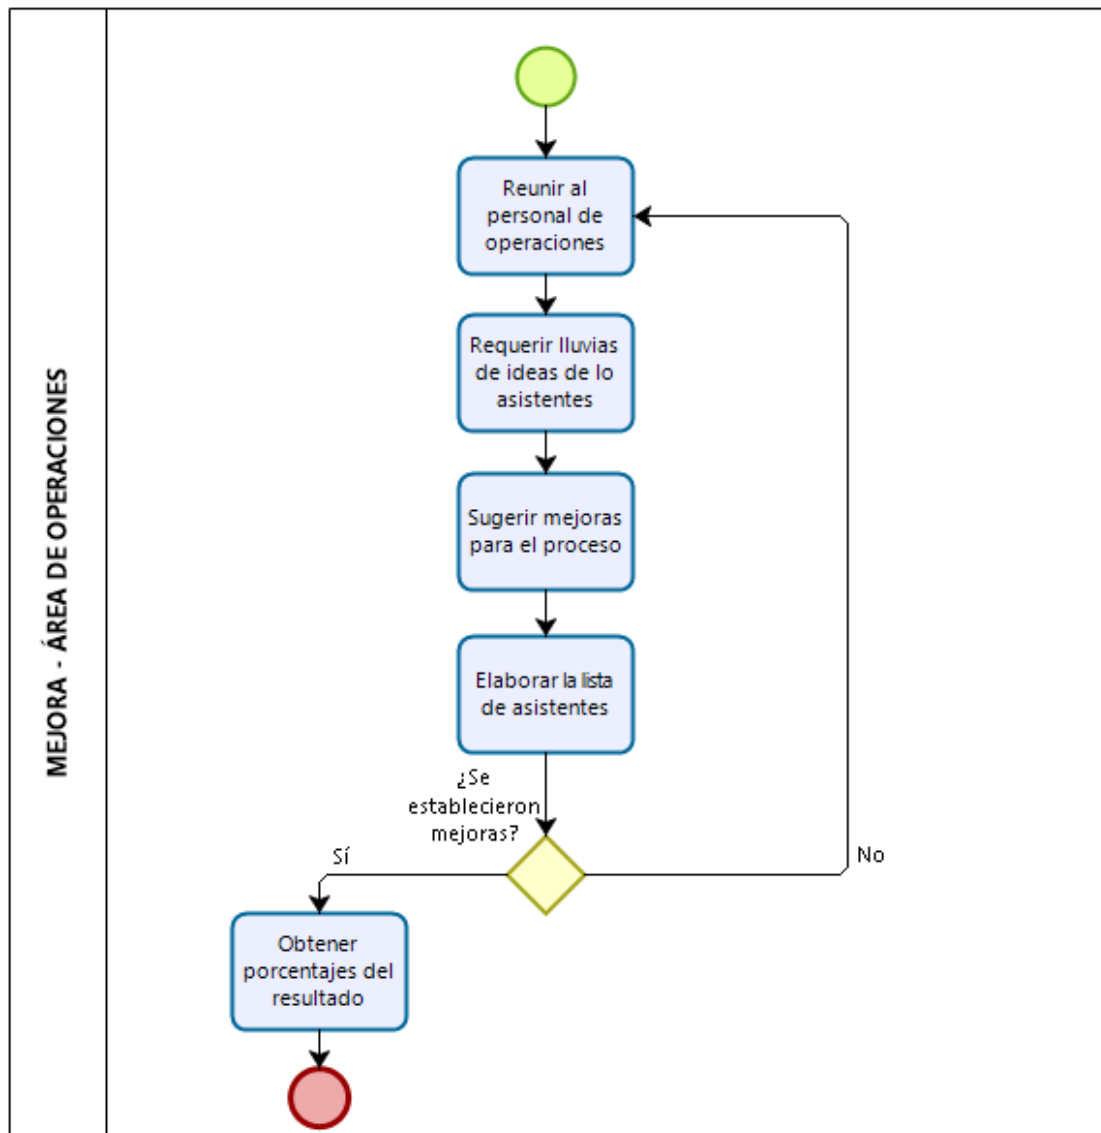 MEJORA - ÁREA DE OPERACIONES
Reunir al
personal de
operaciones
Requerir lluvias
de ideas de lo
asistentes
Sugerir mejoras
para el proceso
Elaborar la lista
de asistentes
¿Se
establecieron
mejoras?
Sí
No
Obtener
porcentajes del
resultado